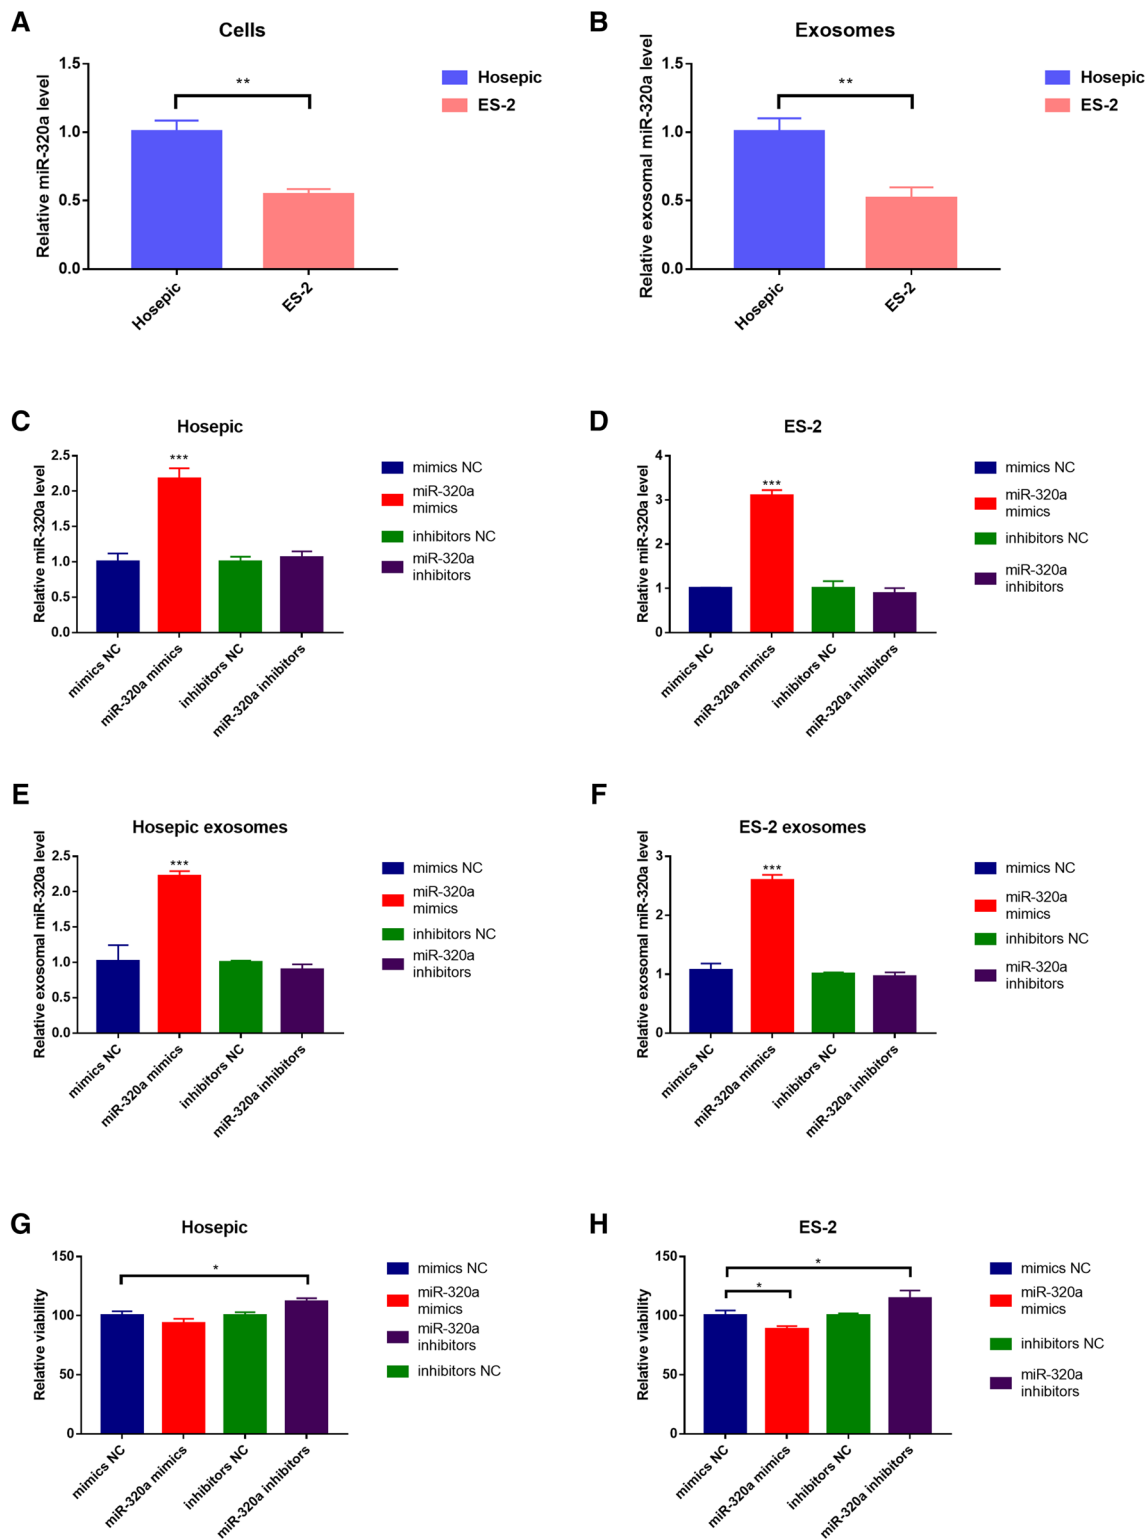 A
Cells
Relative miR-320a level
1.5
1.0
0.5
0.0
**
Hosepic
ES-2
Hosepic
ES-2
B
Exosomes
Relative exosomal miR-320a level
1.5
1.0
0.5
0.0
**
Hosepic
ES-2
Hosepic
ES-2
C
Hosepic
Relative miR-320a level
2.5
2.0
1.5
1.0
0.5
0.0
***
mimics NC
miR-320a mimics
inhibitors NC
miR-320a inhibitors
mimics NC
miR-320a
mimics
inhibitors NC
miR-320a
inhibitors
D
ES-2
Relative miR-320a level
4
3
2
1
0
***
mimics NC
miR-320a mimics
inhibitors NC
miR-320a inhibitors
mimics NC
miR-320a
mimics
inhibitors NC
miR-320a
inhibitors
E
Hosepic exosomes
Relative exosomal miR-320a level
2.5
2.0
1.5
1.0
0.5
0.0
***
mimics NC
miR-320a mimics
inhibitors NC
miR-320a inhibitors
mimics NC
miR-320a
mimics
inhibitors NC
miR-320a
inhibitors
F
ES-2 exosomes
Relative exosomal miR-320a level
3
2
1
0
***
mimics NC
miR-320a mimics
inhibitors NC
miR-320a inhibitors
mimics NC
miR-320a
mimics
inhibitors NC
miR-320a
inhibitors
G
Hosepic
Relative viability
150
100
50
0
*
mimics NC
miR-320a mimics
inhibitors NC
miR-320a inhibitors
mimics NC
miR-320a
mimics
miR-320a
inhibitors
inhibitors NC
H
ES-2
Relative viability
150
100
50
0
*
*
mimics NC
miR-320a mimics
inhibitors NC
miR-320a inhibitors
mimics NC
miR-320a
mimics
inhibitors NC
miR-320a
inhibitors